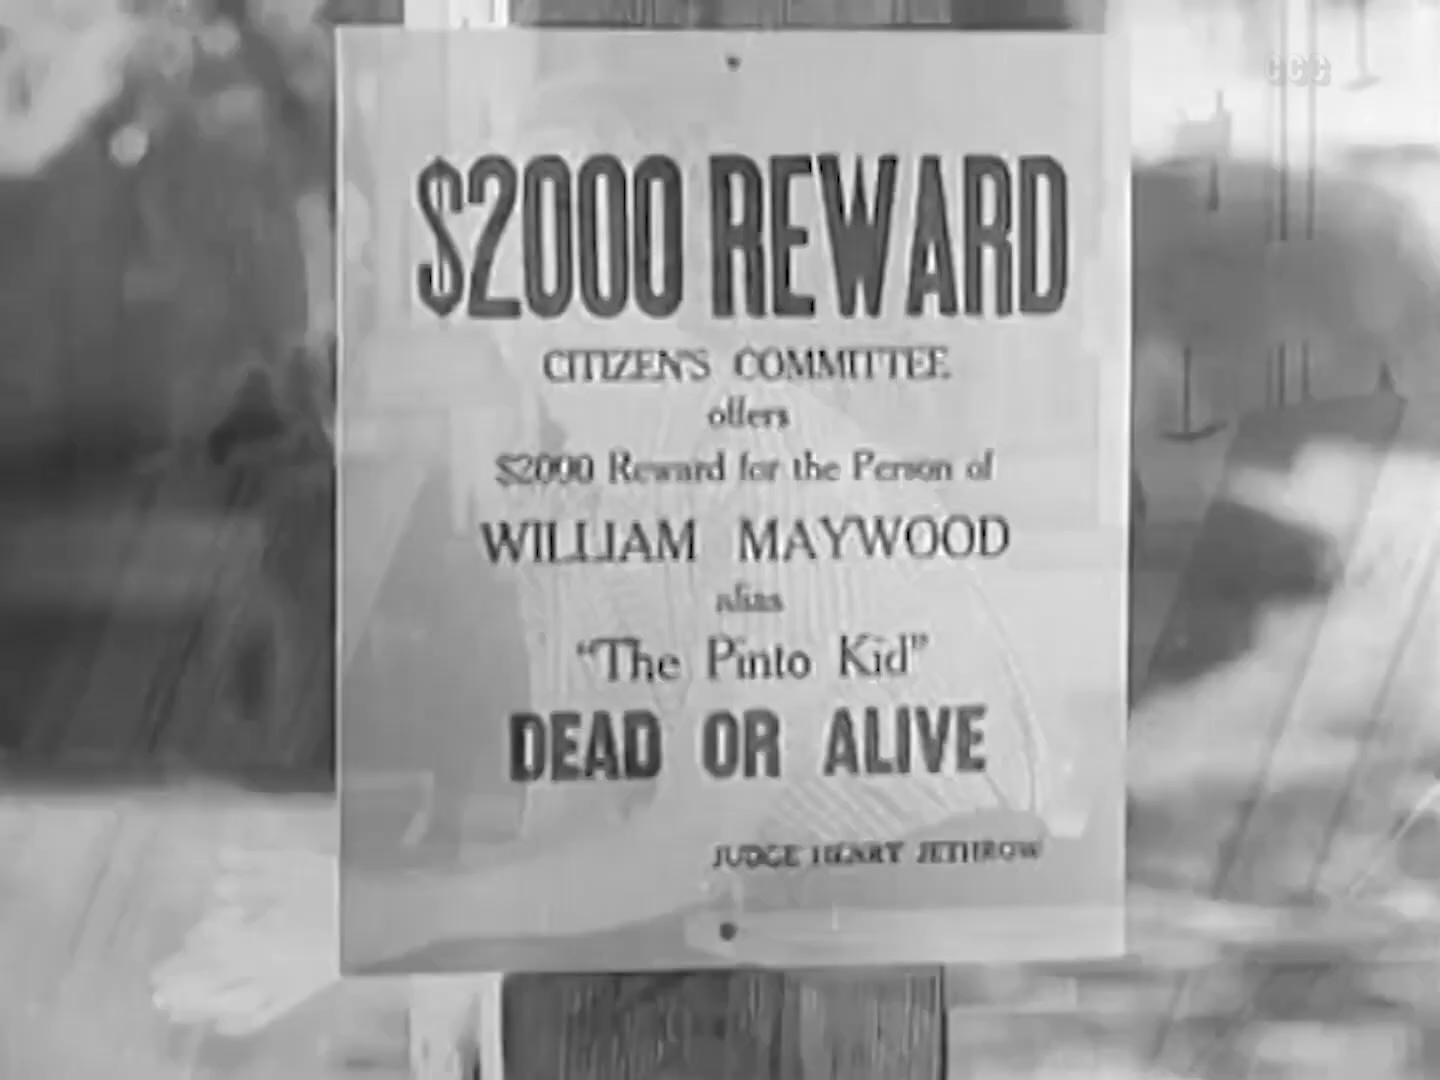 CCC
$2000 REWARD
CITIZEN'S COMMITTEE
offers
$2000 Reward for the Person of
WILLIAM MAYWOOD
alias
"The Pinto Kid"
DEAD OR ALIVE
JUDGE HENRY JETHROW